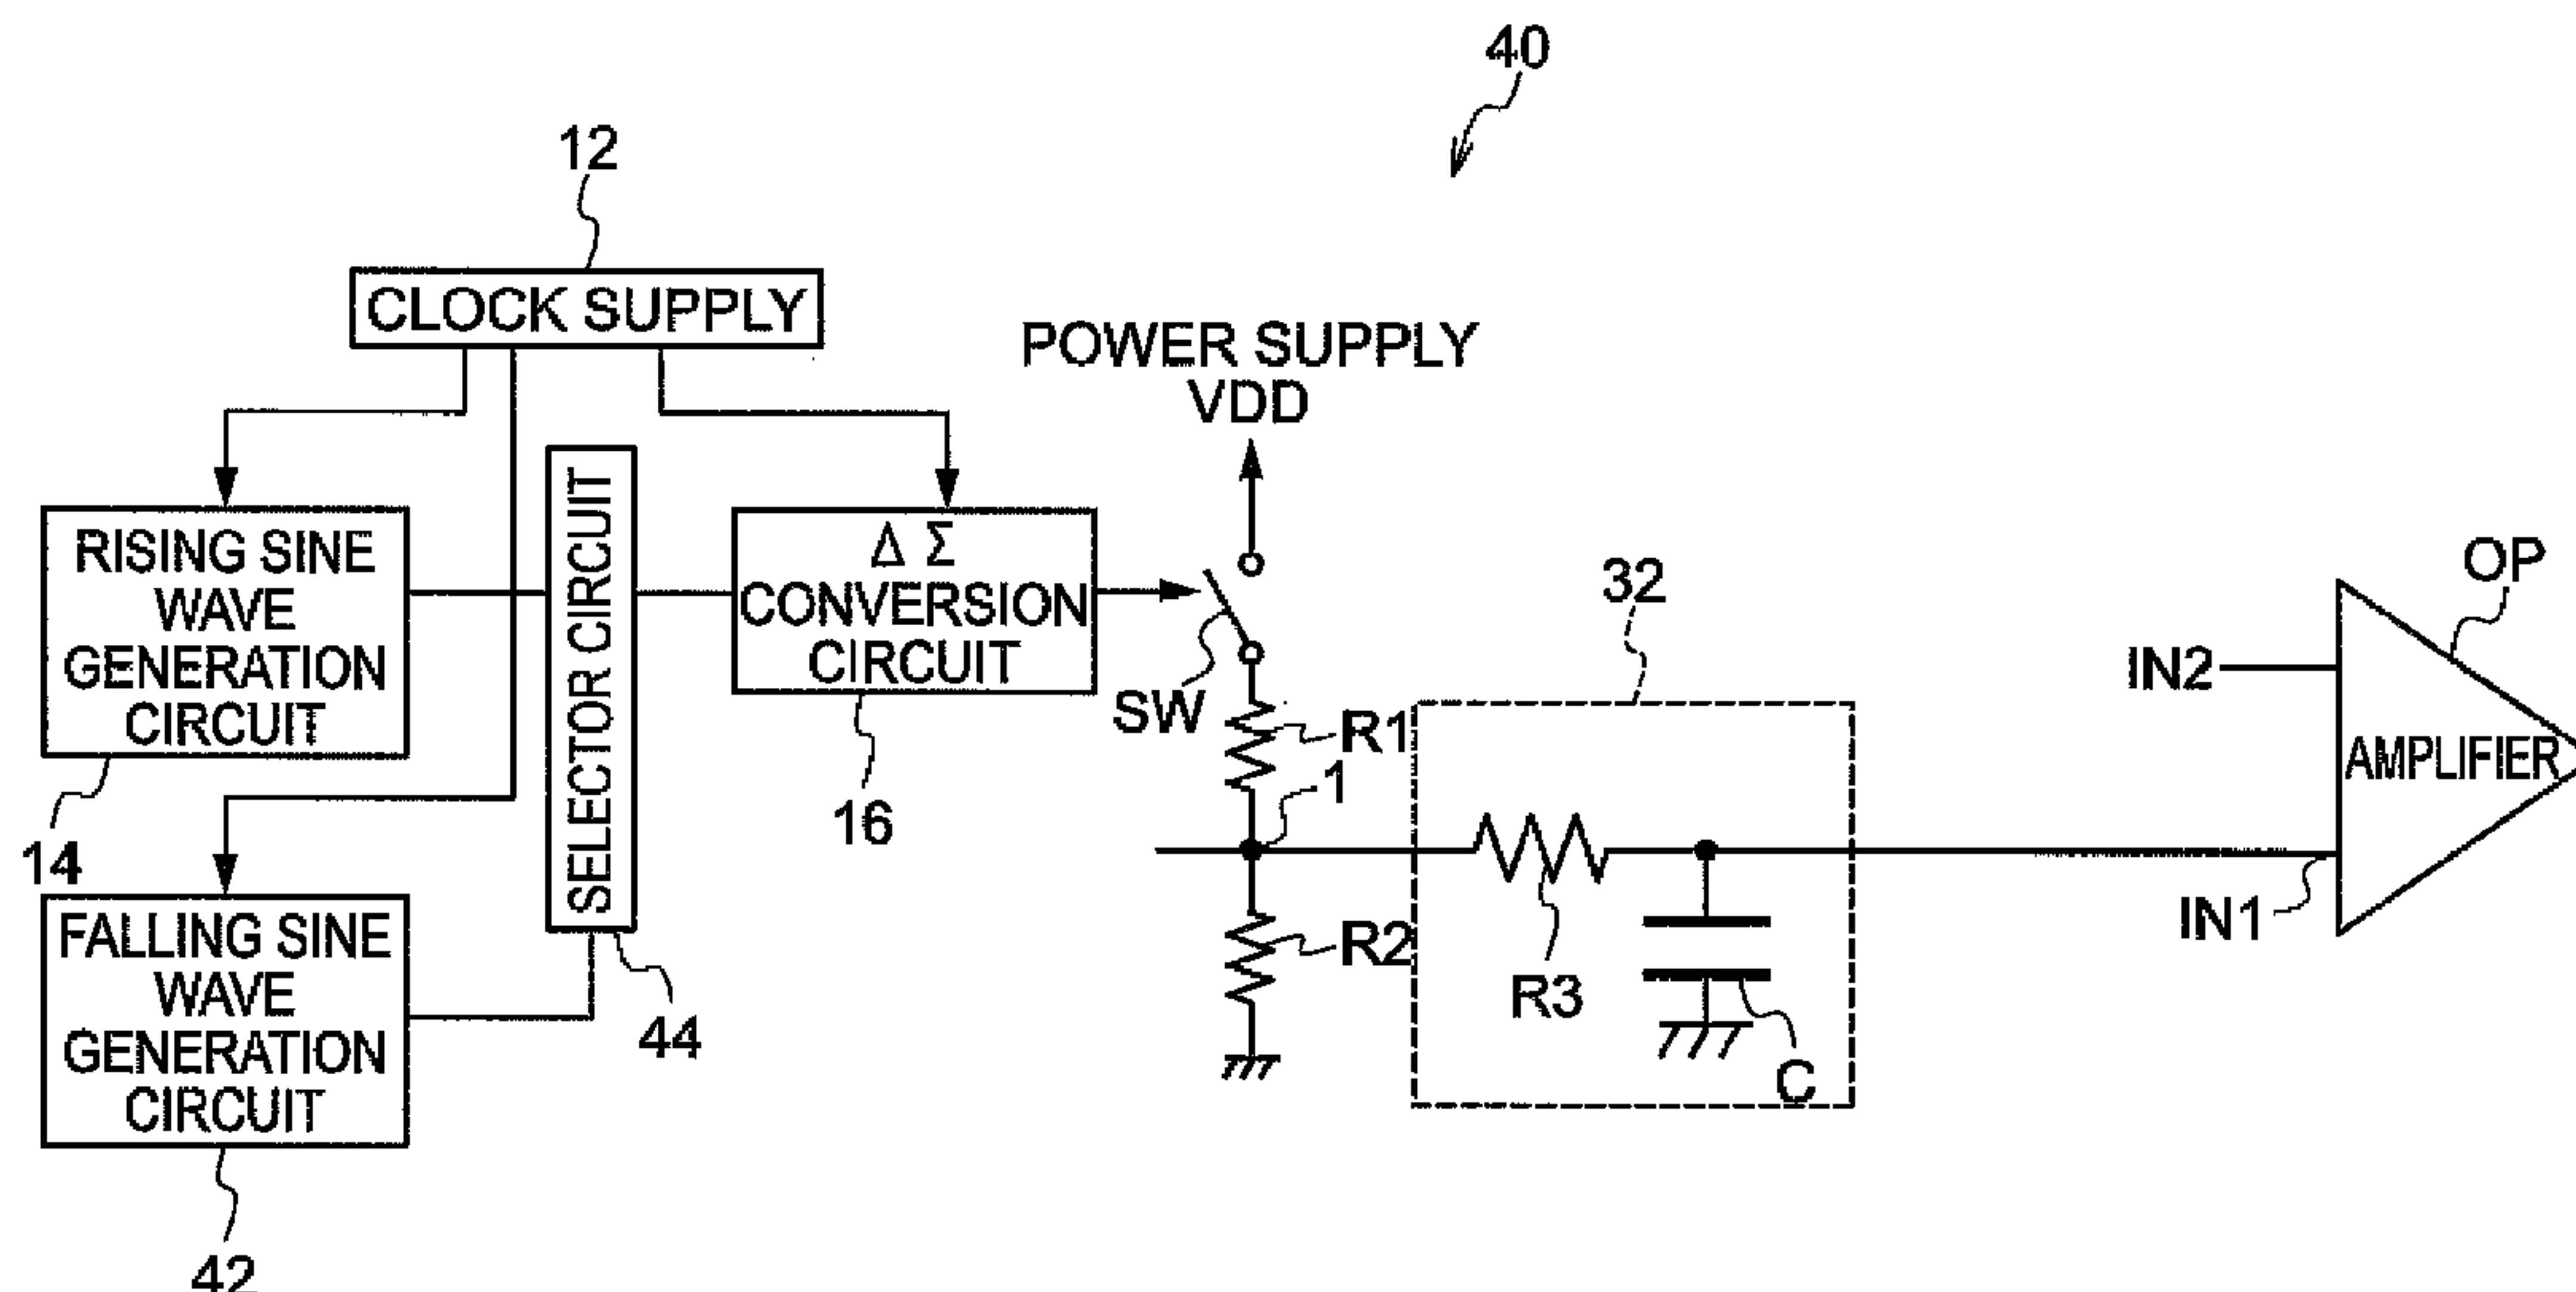 40
12
CLOCK SUPPLY
POWER SUPPLY
VDD
RISING SINE
WAVE
GENERATION
CIRCUIT
14
SELECTOR CIRCUIT
44
Δ Σ
CONVERSION
CIRCUIT
16
SW
R1
1
R2
32
R3
C
OP
IN2
AMPLIFIER
IN1
FALLING SINE
WAVE
GENERATION
CIRCUIT
42